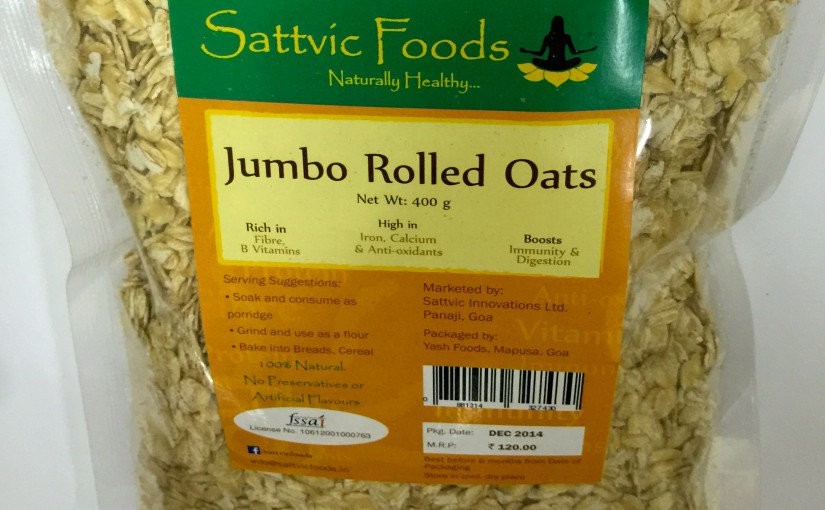 Sattvic Foods
Naturally Healthy...
Jumbo Rolled Oats
Net Wt: 400 g
Rich in
Fibre,
B Vitamins
High in
Iron, Calcium
& Anti-oxidants
Boosts
Immunity &
Digestion
Serving Suggestions:
• Soak and consume as
porridge
• Grind and use as a flour
• Bake into Breads, Cereal
100% Natural.
No Preservatives or
Artificial Flavours
fssai
License No. 10612001000763
/sattvicfoods
info@sattvicfoods.in
Marketed by:
Sattvic Innovations Ltd.
Panaji, Goa
Packaged by:
Yash Foods, Mapusa, Goa
Pkg. Date: DEC 2014
M.R.P: ₹ 120.00
Best before 6 months from Date of
Packaging
Store in cool, dry place